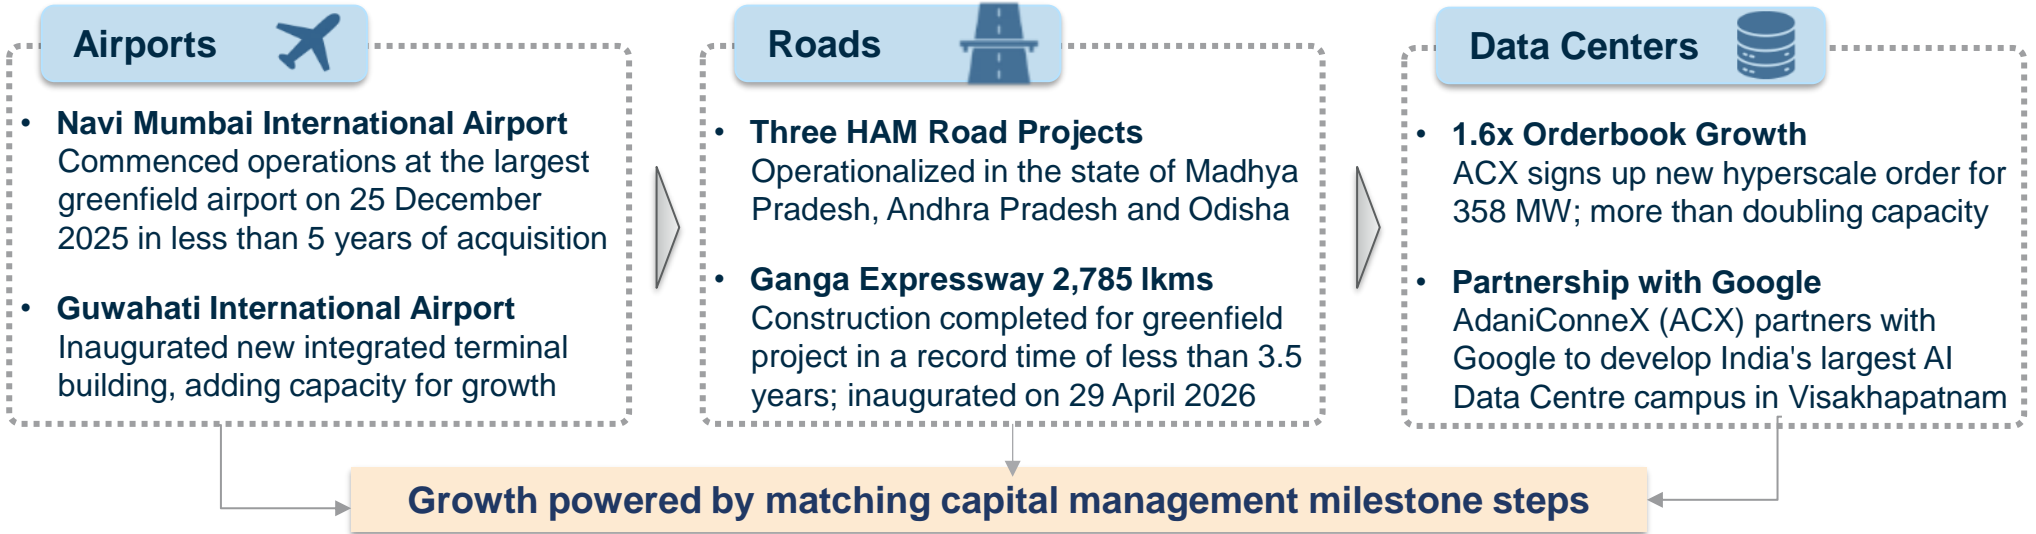 Airports
• Navi Mumbai International Airport
Commenced operations at the largest
greenfield airport on 25 December
2025 in less than 5 years of acquisition
• Guwahati International Airport
Inaugurated new integrated terminal
building, adding capacity for growth
Roads
• Three HAM Road Projects
Operationalized in the state of Madhya
Pradesh, Andhra Pradesh and Odisha
• Ganga Expressway 2,785 lkms
Construction completed for greenfield
project in a record time of less than 3.5
years; inaugurated on 29 April 2026
Data Centers
• 1.6x Orderbook Growth
ACX signs up new hyperscale order for
358 MW; more than doubling capacity
• Partnership with Google
AdaniConneX (ACX) partners with
Google to develop India's largest AI
Data Centre campus in Visakhapatnam
Growth powered by matching capital management milestone steps